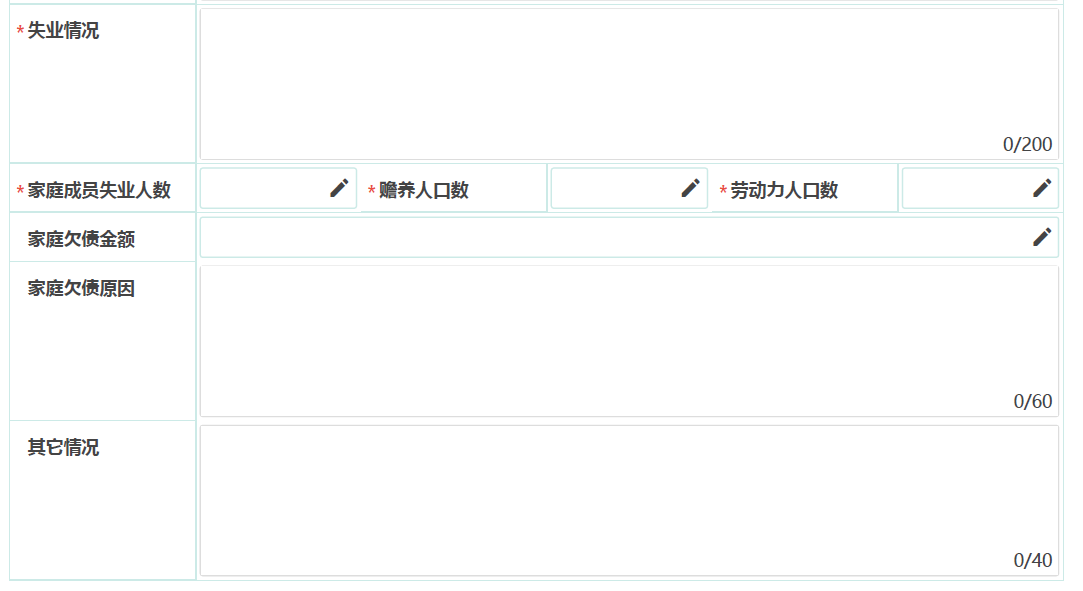 * 失业情况
0/200
* 家庭成员失业人数 * 赡养人口数 * 劳动力人口数
家庭欠债金额
家庭欠债原因
0/60
其它情况
0/40